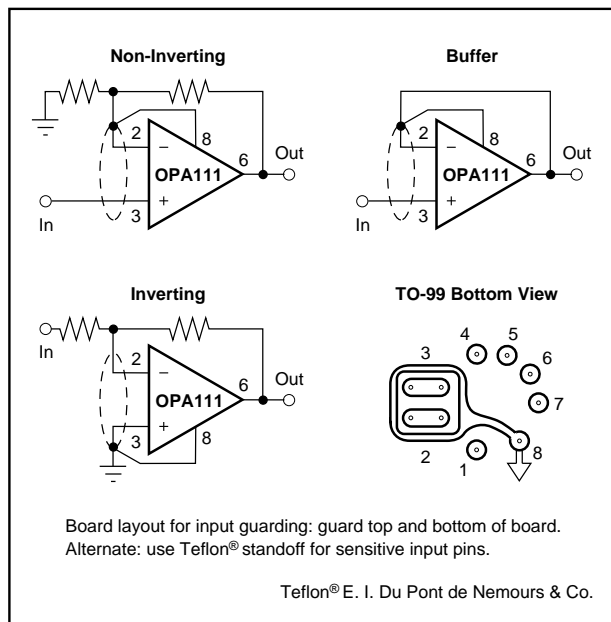 Non-Inverting
2
8
−
6
Out
OPA111
+
In
3
Buffer
2
8
−
6
Out
OPA111
+
In
3
Inverting
In
2
−
6
Out
OPA111
+
3
8
TO-99 Bottom View
4
5
3
6
7
2
1
8
Board layout for input guarding: guard top and bottom of board.
Alternate: use Teflon® standoff for sensitive input pins.
Teflon® E. I. Du Pont de Nemours & Co.